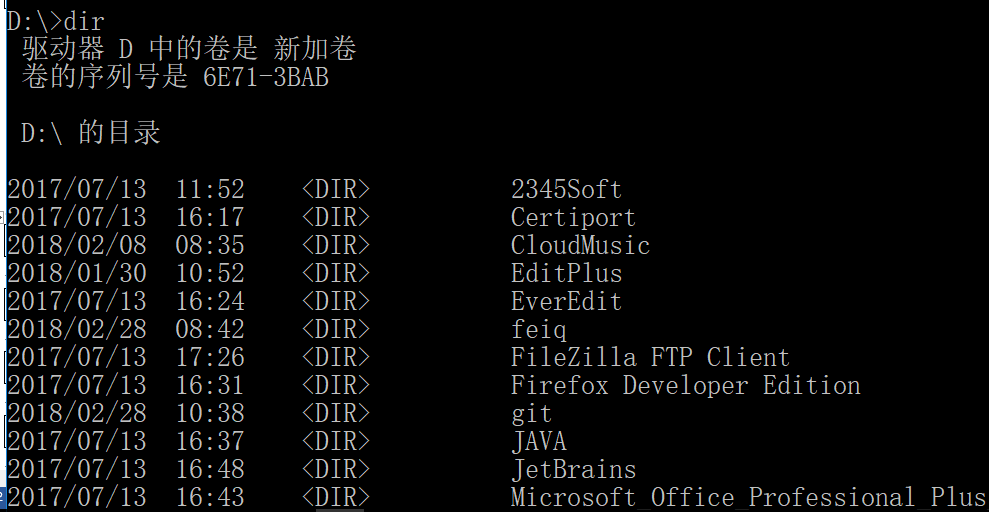 D:\>dir
驱动器 D 中的卷是 新加卷
卷的序列号是 6E71-3BAB
D:\ 的目录
2017/07/13  11:52    <DIR>          2345Soft
2017/07/13  16:17    <DIR>          Certiport
2018/02/08  08:35    <DIR>          CloudMusic
2018/01/30  10:52    <DIR>          EditPlus
2017/07/13  16:24    <DIR>          EverEdit
2018/02/28  08:42    <DIR>          feiq
2017/07/13  17:26    <DIR>          FileZilla FTP Client
2017/07/13  16:31    <DIR>          Firefox Developer Edition
2018/02/28  10:38    <DIR>          git
2017/07/13  16:37    <DIR>          JAVA
2017/07/13  16:48    <DIR>          JetBrains
2017/07/13  16:43    <DIR>          Microsoft_Office_Professional_Plus